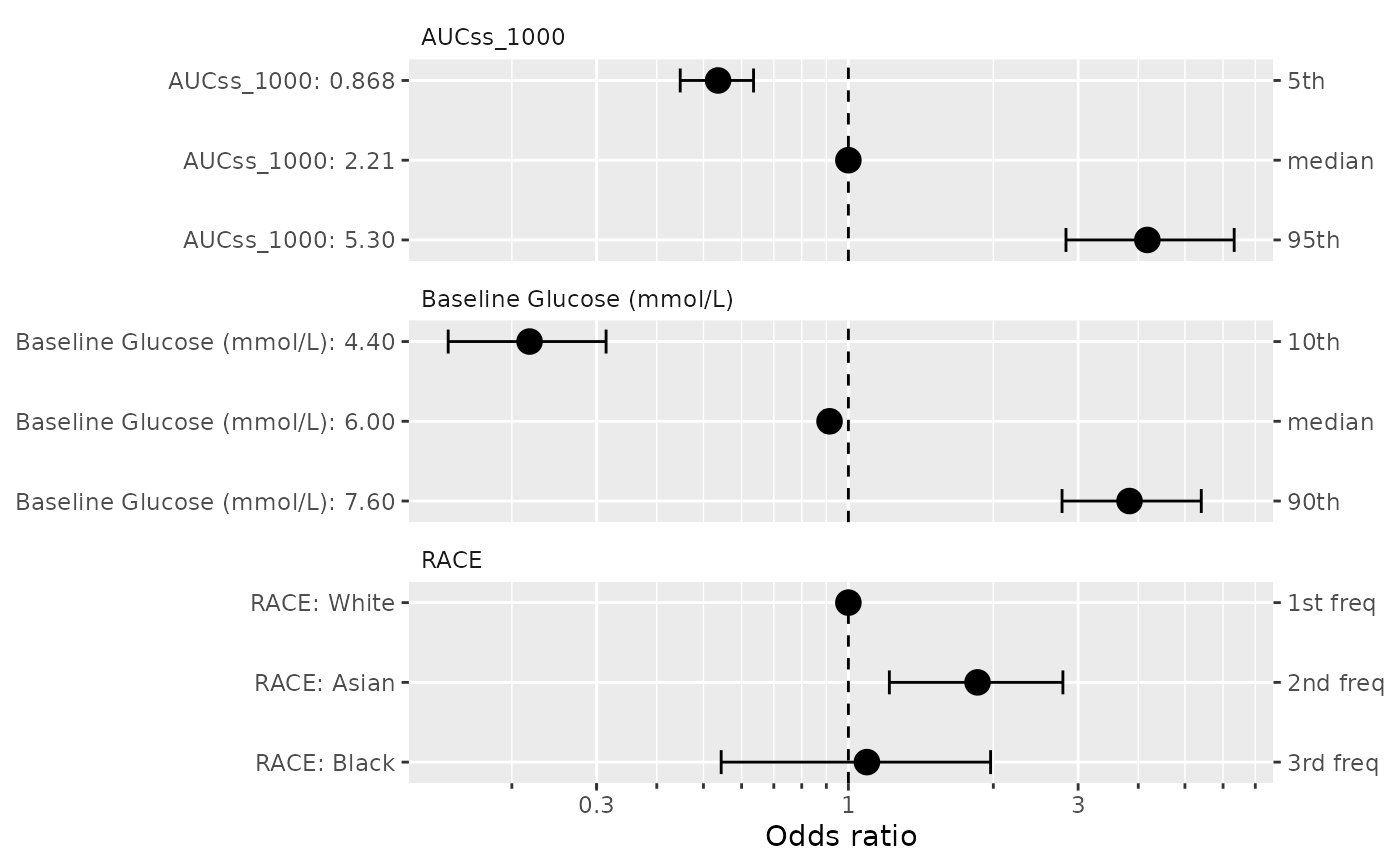 AUCss_1000
AUCss_1000: 0.868 5th
AUCss_1000: 2.21 median
AUCss_1000: 5.30 95th
Baseline Glucose (mmol/L)
Baseline Glucose (mmol/L): 4.40 10th
Baseline Glucose (mmol/L): 6.00 median
Baseline Glucose (mmol/L): 7.60 90th
RACE
RACE: White 1st freq
RACE: Asian 2nd freq
RACE: Black 3rd freq
0.3 1 3
Odds ratio